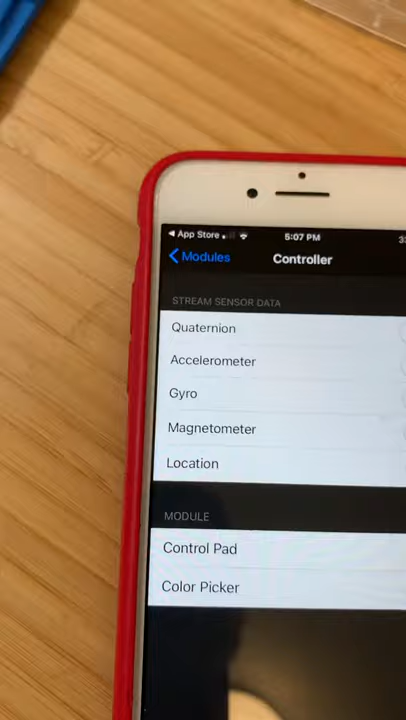 App Store 5:07 PM 3
Modules Controller
STREAM SENSOR DATA
Quaternion
Accelerometer
Gyro
Magnetometer
Location
MODULE
Control Pad
Color Picker